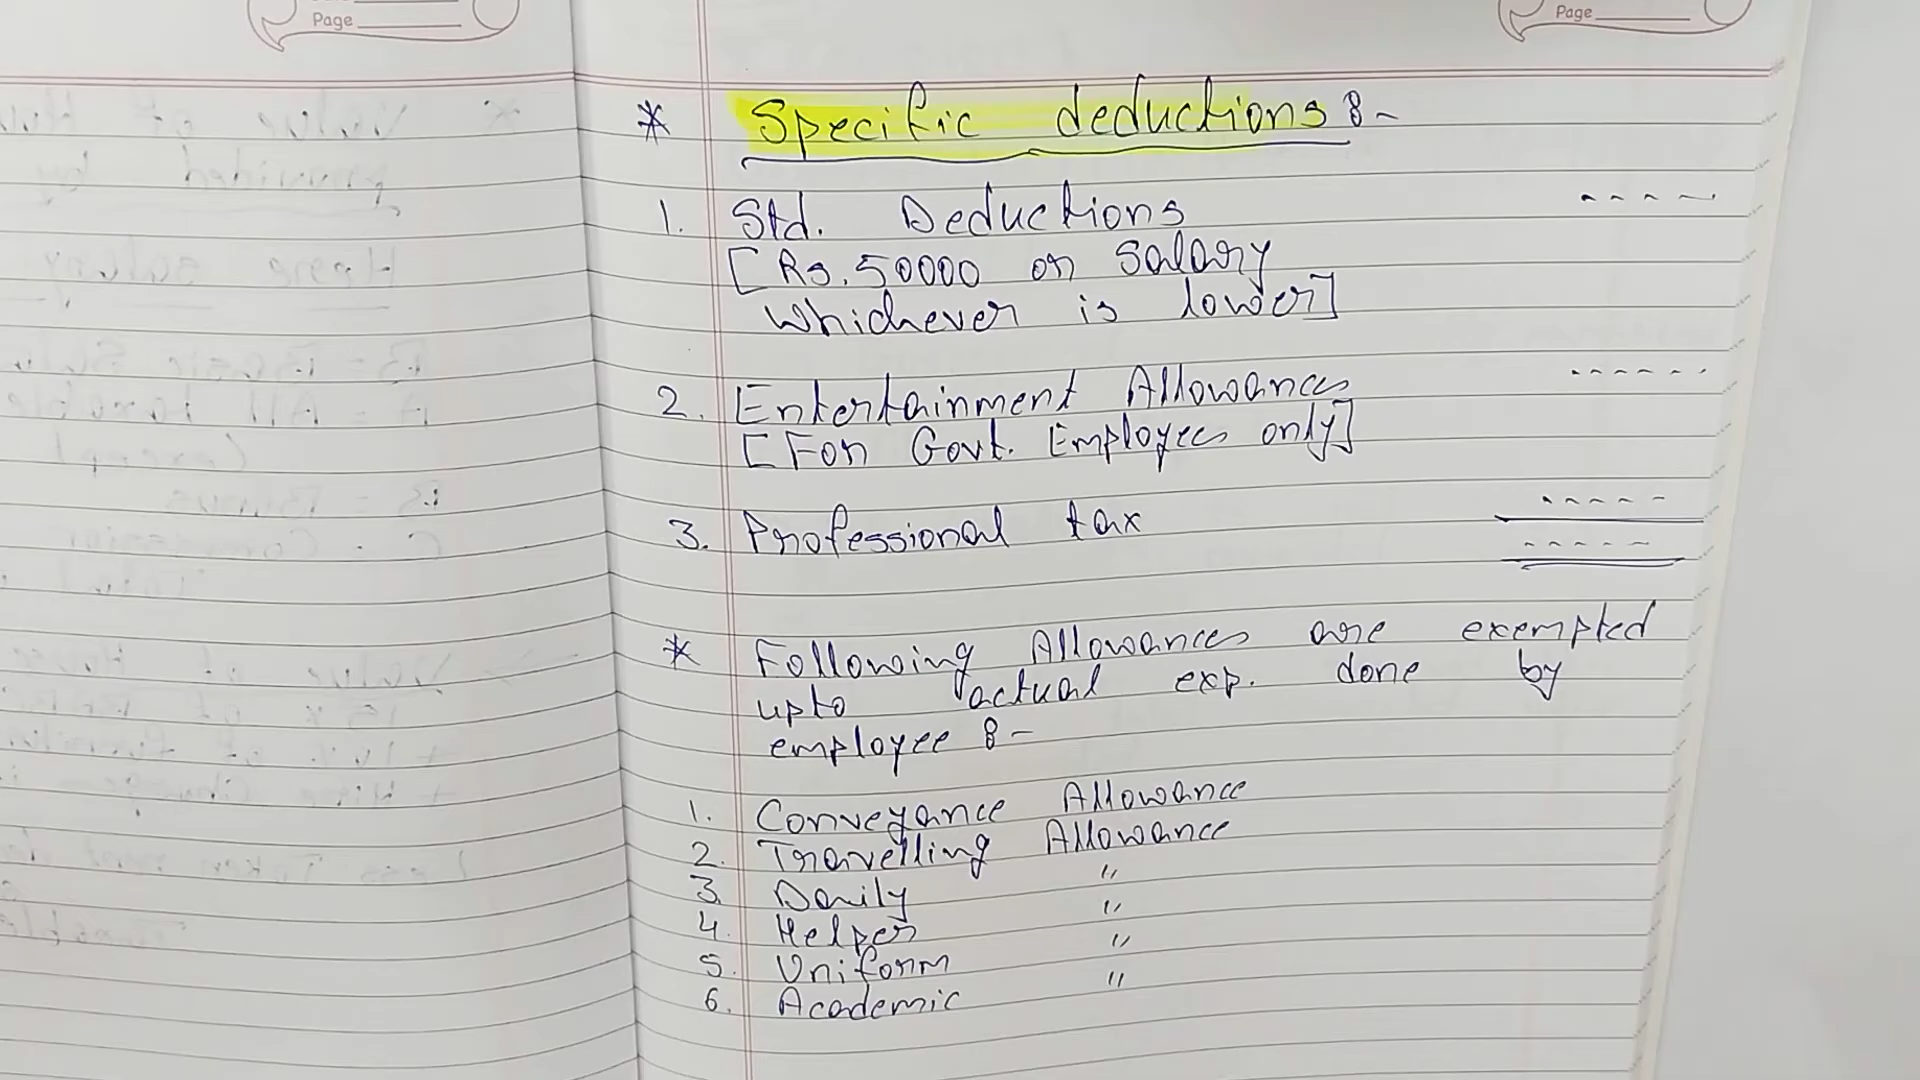 Page
Page
* Specific deductions :-
1. Std. Deductions
[Rs. 50000 or salary
whichever is lower]
2. Entertainment Allowances
[For Govt. Employees only]
3. Professional tax
* Following Allowances are exempted
upto actual exp. done by
employee :-
1. Conveyance Allowance
2. Travelling Allowance
3. Daily "
4. Helper "
5. Uniform "
6. Academic "